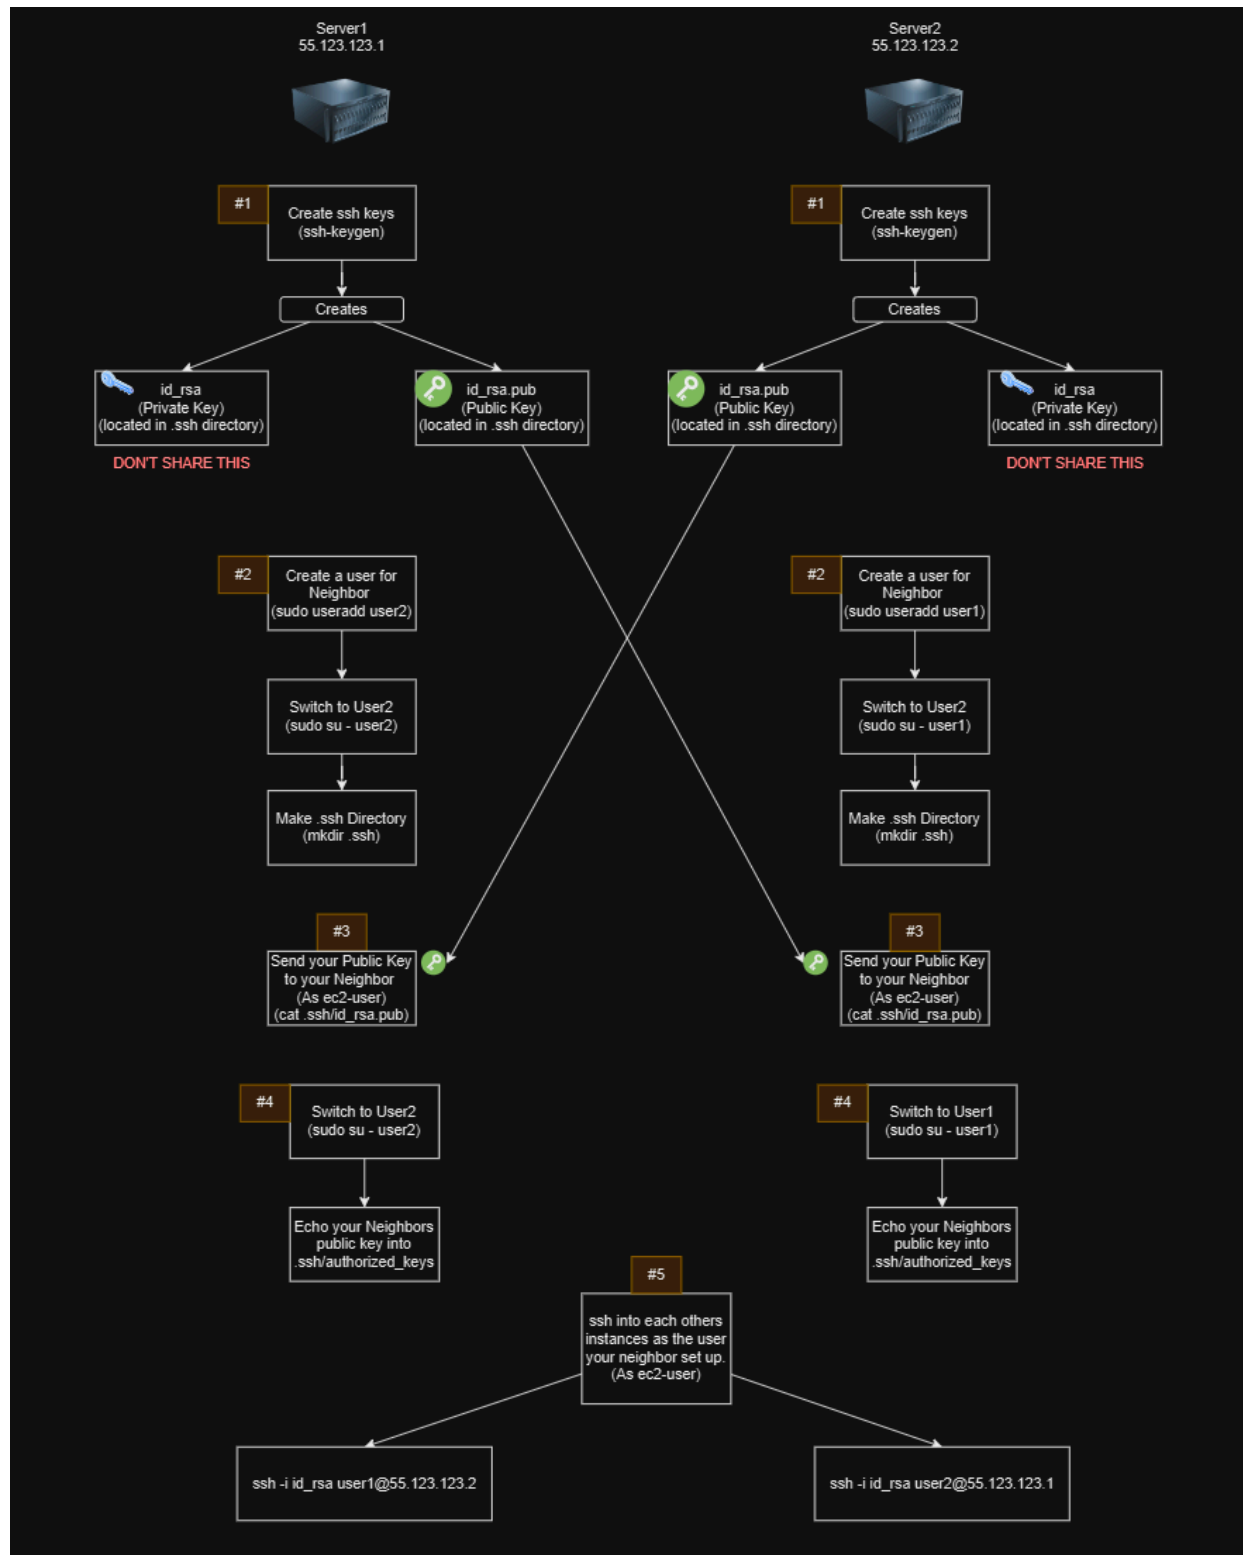 Server1
55.123.123.1
Server2
55.123.123.2
#1
Create ssh keys
(ssh-keygen)
#1
Create ssh keys
(ssh-keygen)
Creates
Creates
id_rsa
(Private Key)
(located in .ssh directory)
id_rsa.pub
(Public Key)
(located in .ssh directory)
id_rsa.pub
(Public Key)
(located in .ssh directory)
id_rsa
(Private Key)
(located in .ssh directory)
DON'T SHARE THIS
DON'T SHARE THIS
#2
Create a user for
Neighbor
(sudo useradd user2)
#2
Create a user for
Neighbor
(sudo useradd user1)
Switch to User2
(sudo su - user2)
Switch to User2
(sudo su - user1)
Make .ssh Directory
(mkdir .ssh)
Make .ssh Directory
(mkdir .ssh)
#3
Send your Public Key
to your Neighbor
(As ec2-user)
(cat .ssh/id_rsa.pub)
#3
Send your Public Key
to your Neighbor
(As ec2-user)
(cat .ssh/id_rsa.pub)
#4
Switch to User2
(sudo su - user2)
#4
Switch to User1
(sudo su - user1)
Echo your Neighbors
public key into
.ssh/authorized_keys
Echo your Neighbors
public key into
.ssh/authorized_keys
#5
ssh into each others
instances as the user
your neighbor set up.
(As ec2-user)
ssh -i id_rsa user1@55.123.123.2
ssh -i id_rsa user2@55.123.123.1